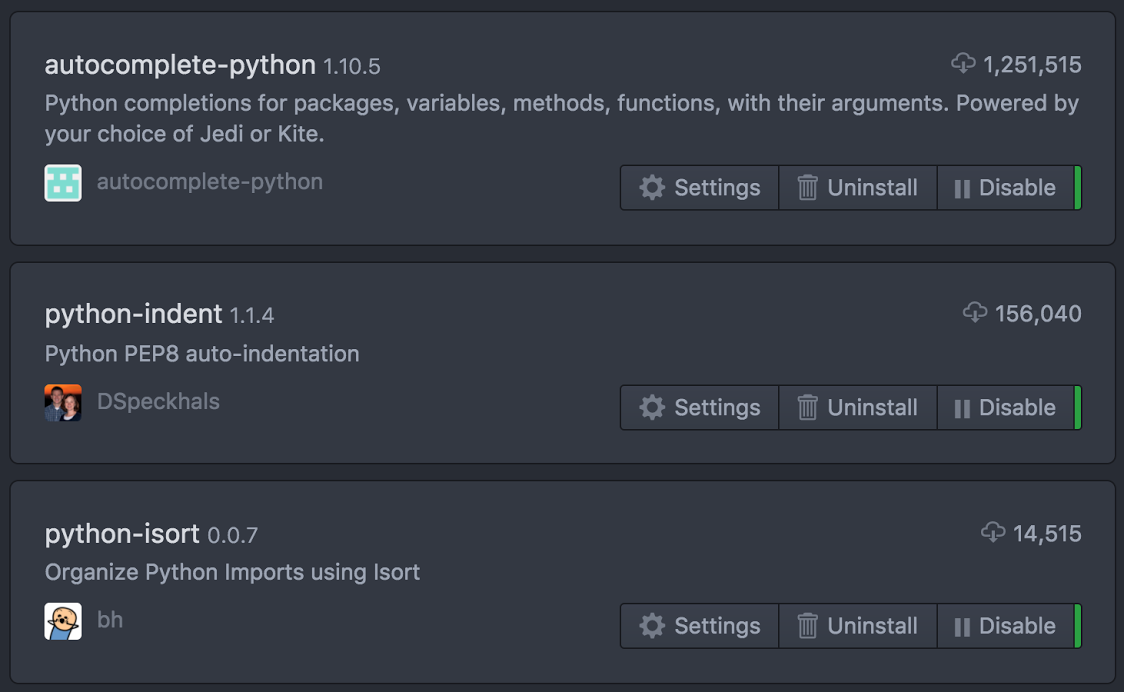 autocomplete-python 1.10.5 1,251,515
Python completions for packages, variables, methods, functions, with their arguments. Powered by
your choice of Jedi or Kite.
autocomplete-python Settings Uninstall Disable
python-indent 1.1.4 156,040
Python PEP8 auto-indentation
DSpeckhals Settings Uninstall Disable
python-isort 0.0.7 14,515
Organize Python Imports using Isort
bh Settings Uninstall Disable